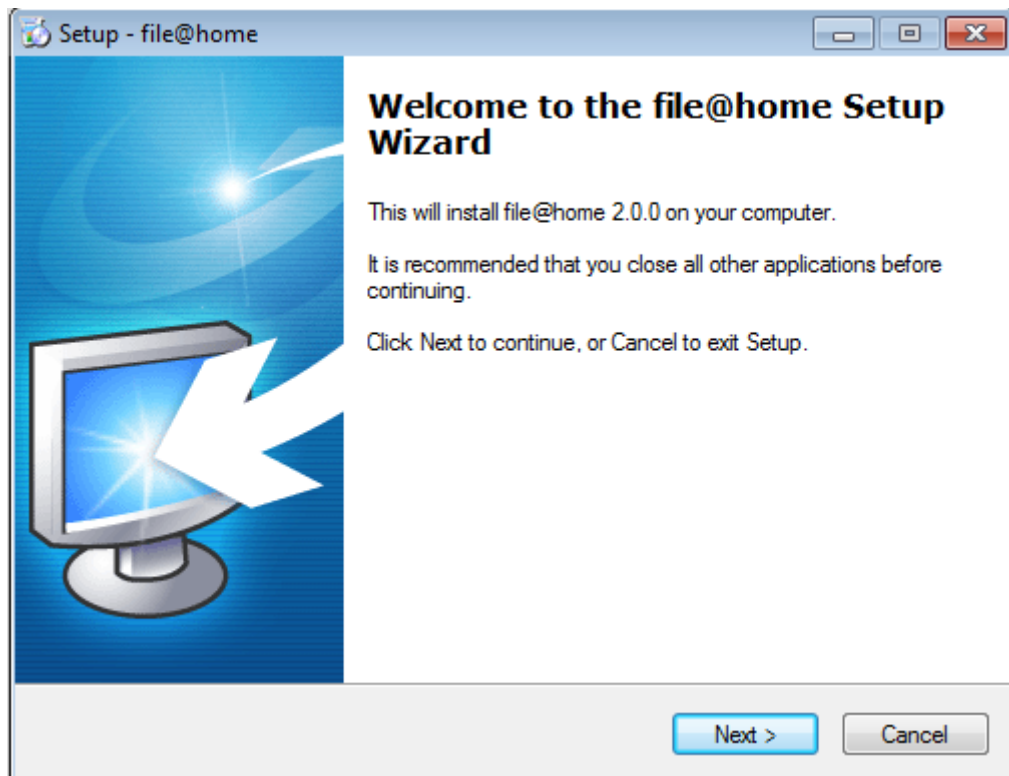 Setup - file@home
Welcome to the file@home Setup
Wizard
This will install file@home 2.0.0 on your computer.
It is recommended that you close all other applications before
continuing.
Click Next to continue, or Cancel to exit Setup.
Next >
Cancel